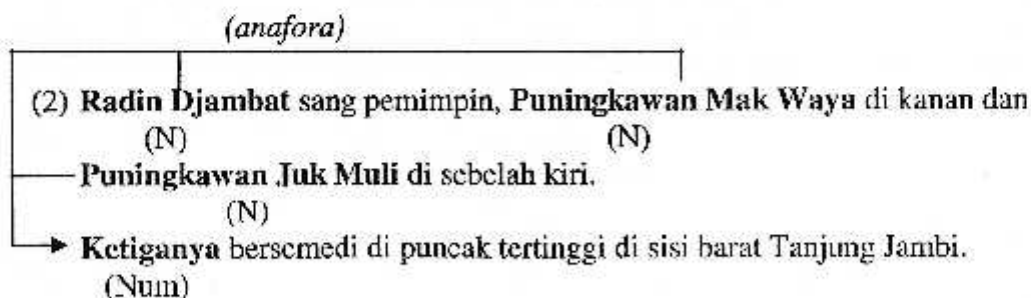 (anafora)
(2) Radin Djambat sang pemimpin, Puningkawan Mak Waya di kanan dan
(N) (N)
Puningkawan Juk Muli di sebelah kiri.
(N)
Ketiganya bersemedi di puncak tertinggi di sisi barat Tanjung Jambi.
(Num)